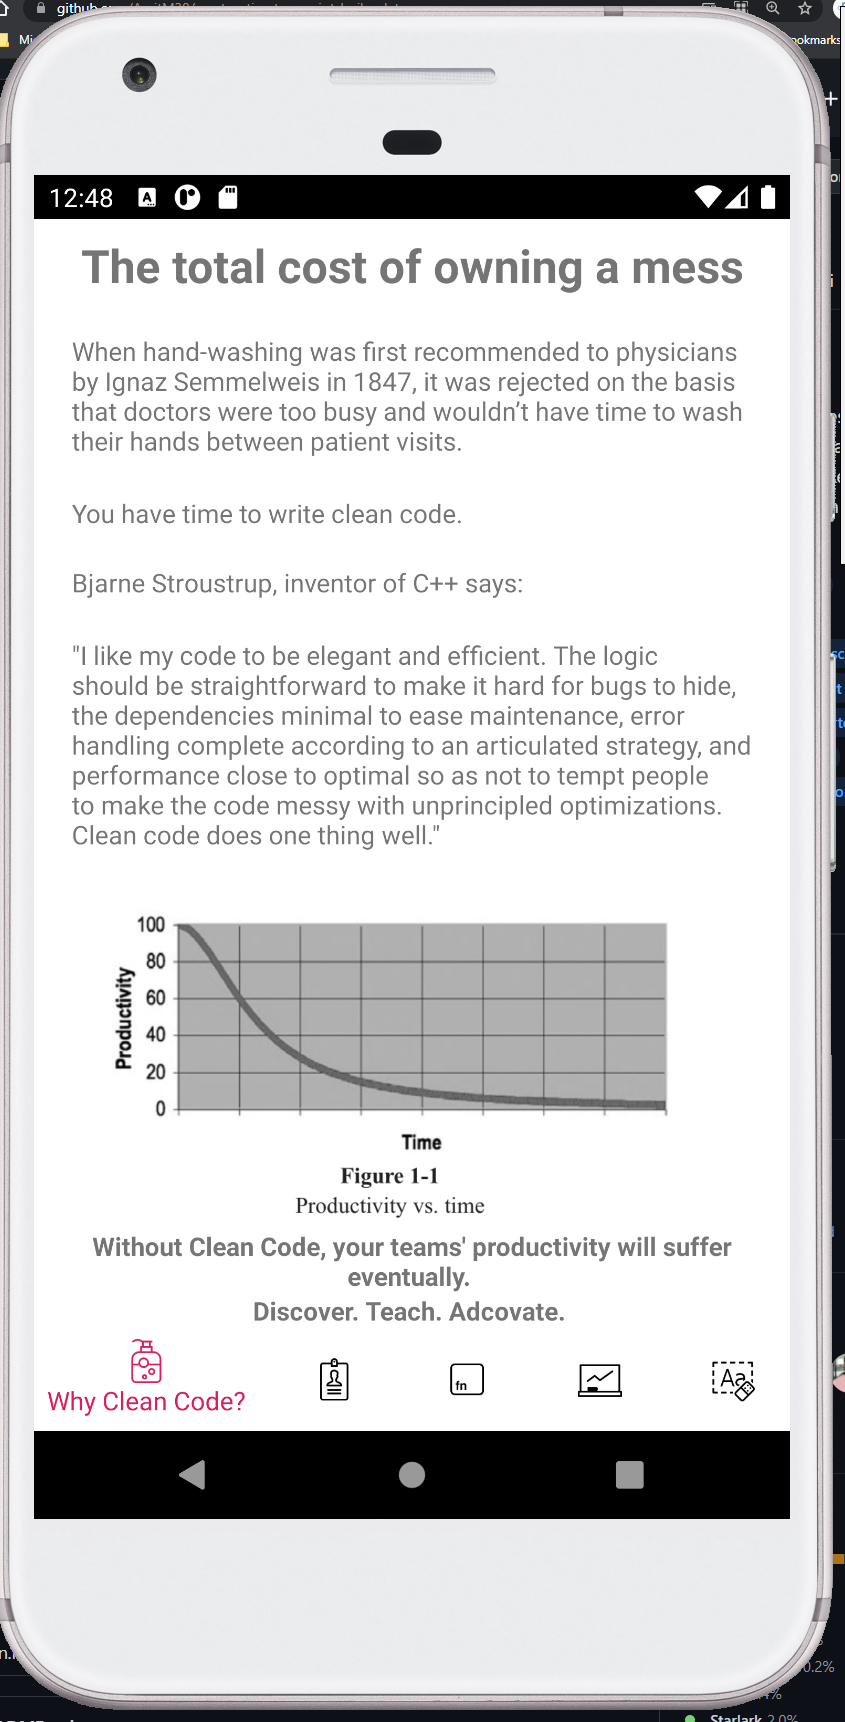 12:48
The total cost of owning a mess
When hand-washing was first recommended to physicians
by Ignaz Semmelweis in 1847, it was rejected on the basis
that doctors were too busy and wouldn’t have time to wash
their hands between patient visits.
You have time to write clean code.
Bjarne Stroustrup, inventor of C++ says:
"I like my code to be elegant and efficient. The logic
should be straightforward to make it hard for bugs to hide,
the dependencies minimal to ease maintenance, error
handling complete according to an articulated strategy, and
performance close to optimal so as not to tempt people
to make the code messy with unprincipled optimizations.
Clean code does one thing well."
100
80
60
40
20
0
Productivity
Time
Figure 1-1
Productivity vs. time
Without Clean Code, your teams' productivity will suffer
eventually.
Discover. Teach. Adcovate.
fn
Aa
Why Clean Code?
0.2%
Starlark 2.0%